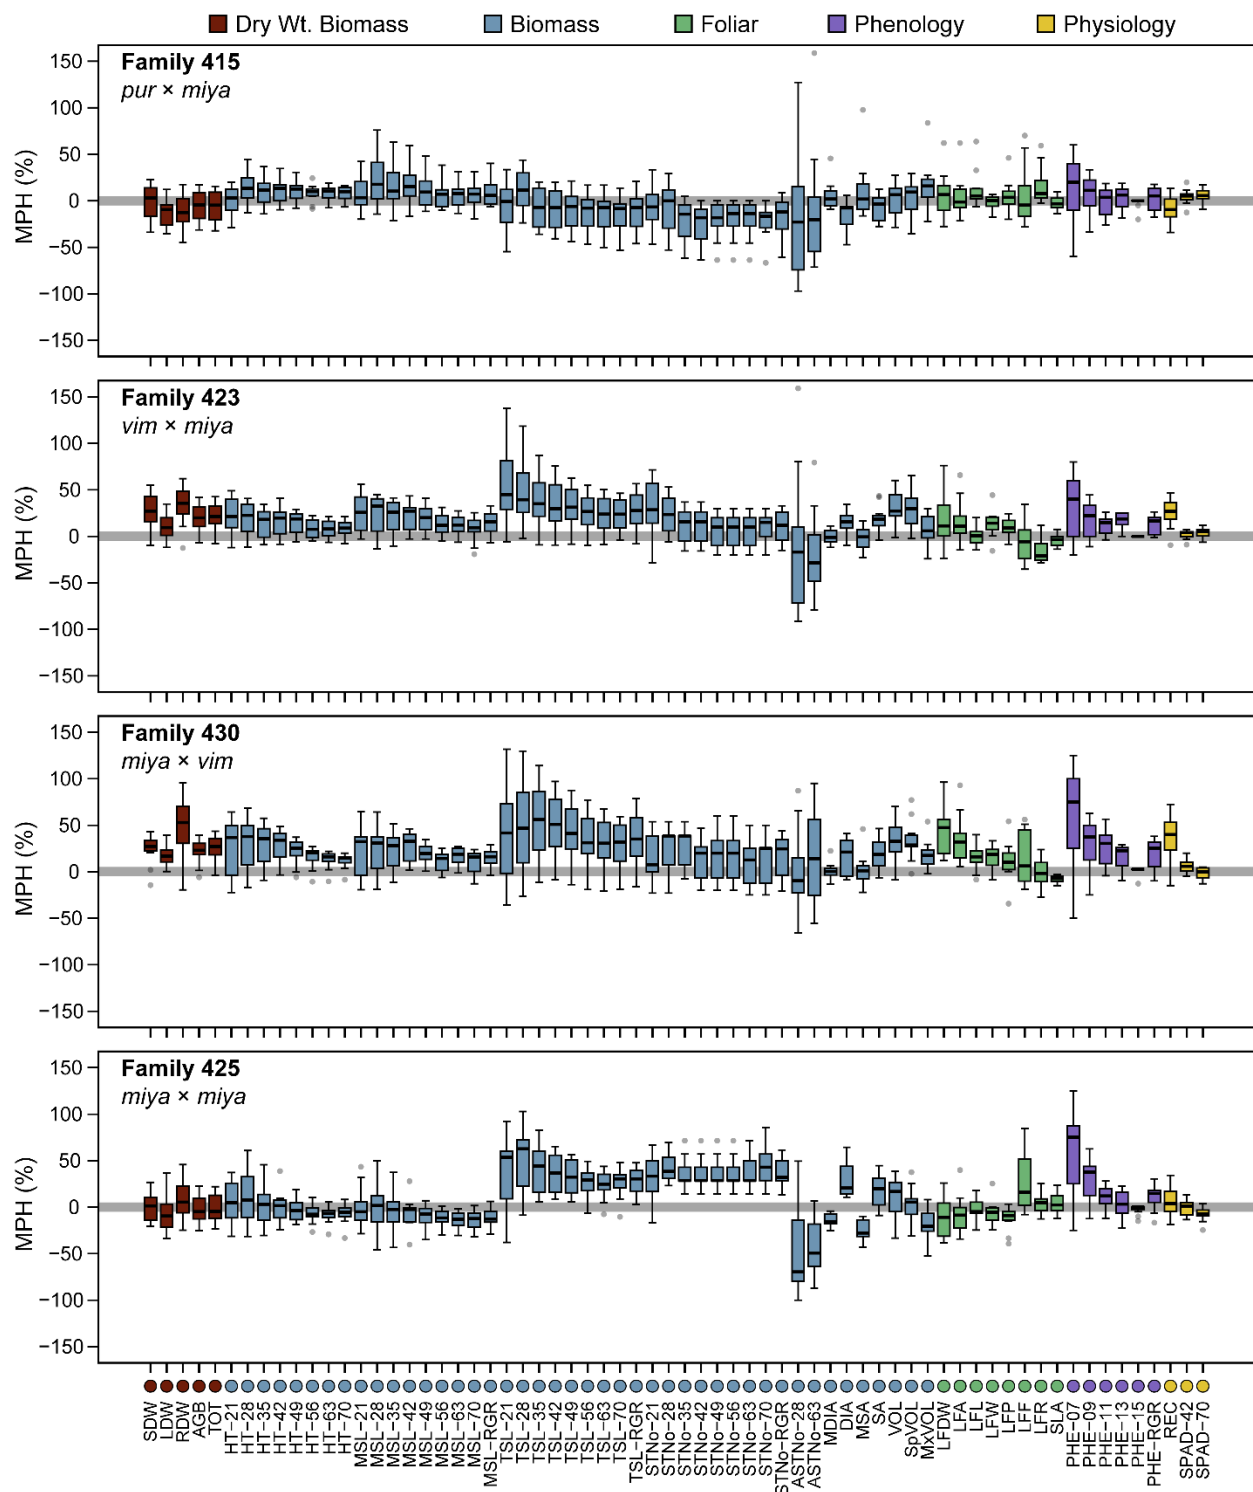 Dry Wt. Biomass Biomass Foliar Phenology Physiology
Family 415
pur × miya
MPH (%)
150
100
50
0
−50
−100
−150
Family 423
vim × miya
MPH (%)
150
100
50
0
−50
−100
−150
Family 430
miya × vim
MPH (%)
150
100
50
0
−50
−100
−150
Family 425
miya × miya
MPH (%)
150
100
50
0
−50
−100
−150
SDW
LDW
RDW
AGB
TOT
HT−21
HT−28
HT−35
HT−42
HT−49
HT−56
HT−63
HT−70
MSL−21
MSL−28
MSL−35
MSL−42
MSL−49
MSL−56
MSL−63
MSL−70
MSL−RGR
TSL−21
TSL−28
TSL−35
TSL−42
TSL−49
TSL−56
TSL−63
TSL−70
TSL−RGR
STNo−21
STNo−28
STNo−35
STNo−42
STNo−49
STNo−56
STNo−63
STNo−70
STNo−RGR
ASTNo−28
ASTNo−63
MDIA
DIA
MSA
SA
VOL
SpVOL
MxVOL
LFDW
LFA
LFL
LFW
LFP
LFF
LFR
SLA
PHE−07
PHE−09
PHE−11
PHE−13
PHE−15
PHE−RGR
REC
SPAD−42
SPAD−70